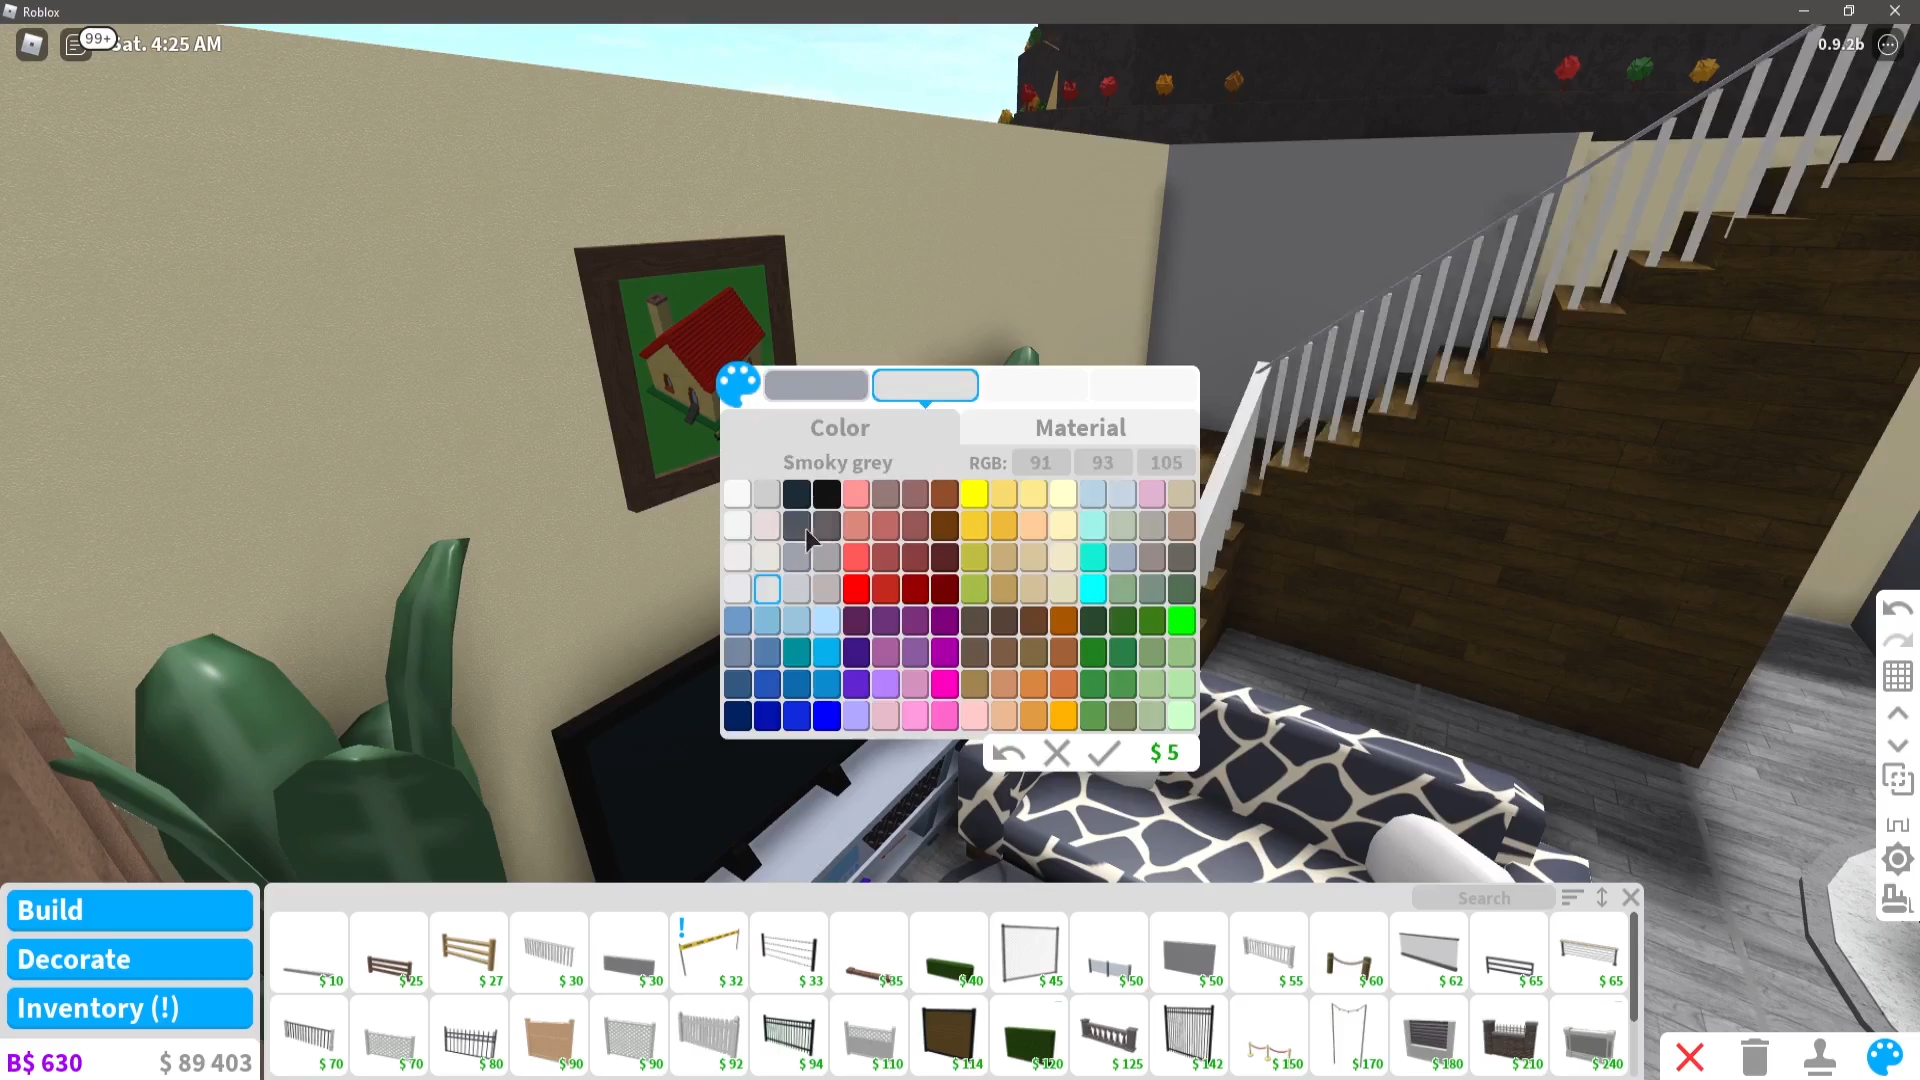 Roblox
99+
Sat. 4:25 AM
0.9.2b
Color
Material
Smoky grey
RGB: 91 93 105
$ 5
Build
Decorate
Inventory (!)
B$ 630 $ 89 403
Search
!
$ 10 $ 25 $ 27 $ 30 $ 30 $ 32 $ 33 $ 35 $ 40 $ 45 $ 50 $ 50 $ 55 $ 60 $ 62 $ 65 $ 65
$ 70 $ 70 $ 80 $ 90 $ 90 $ 92 $ 94 $ 110 $ 114 $ 120 $ 125 $ 142 $ 150 $ 170 $ 180 $ 210 $ 240